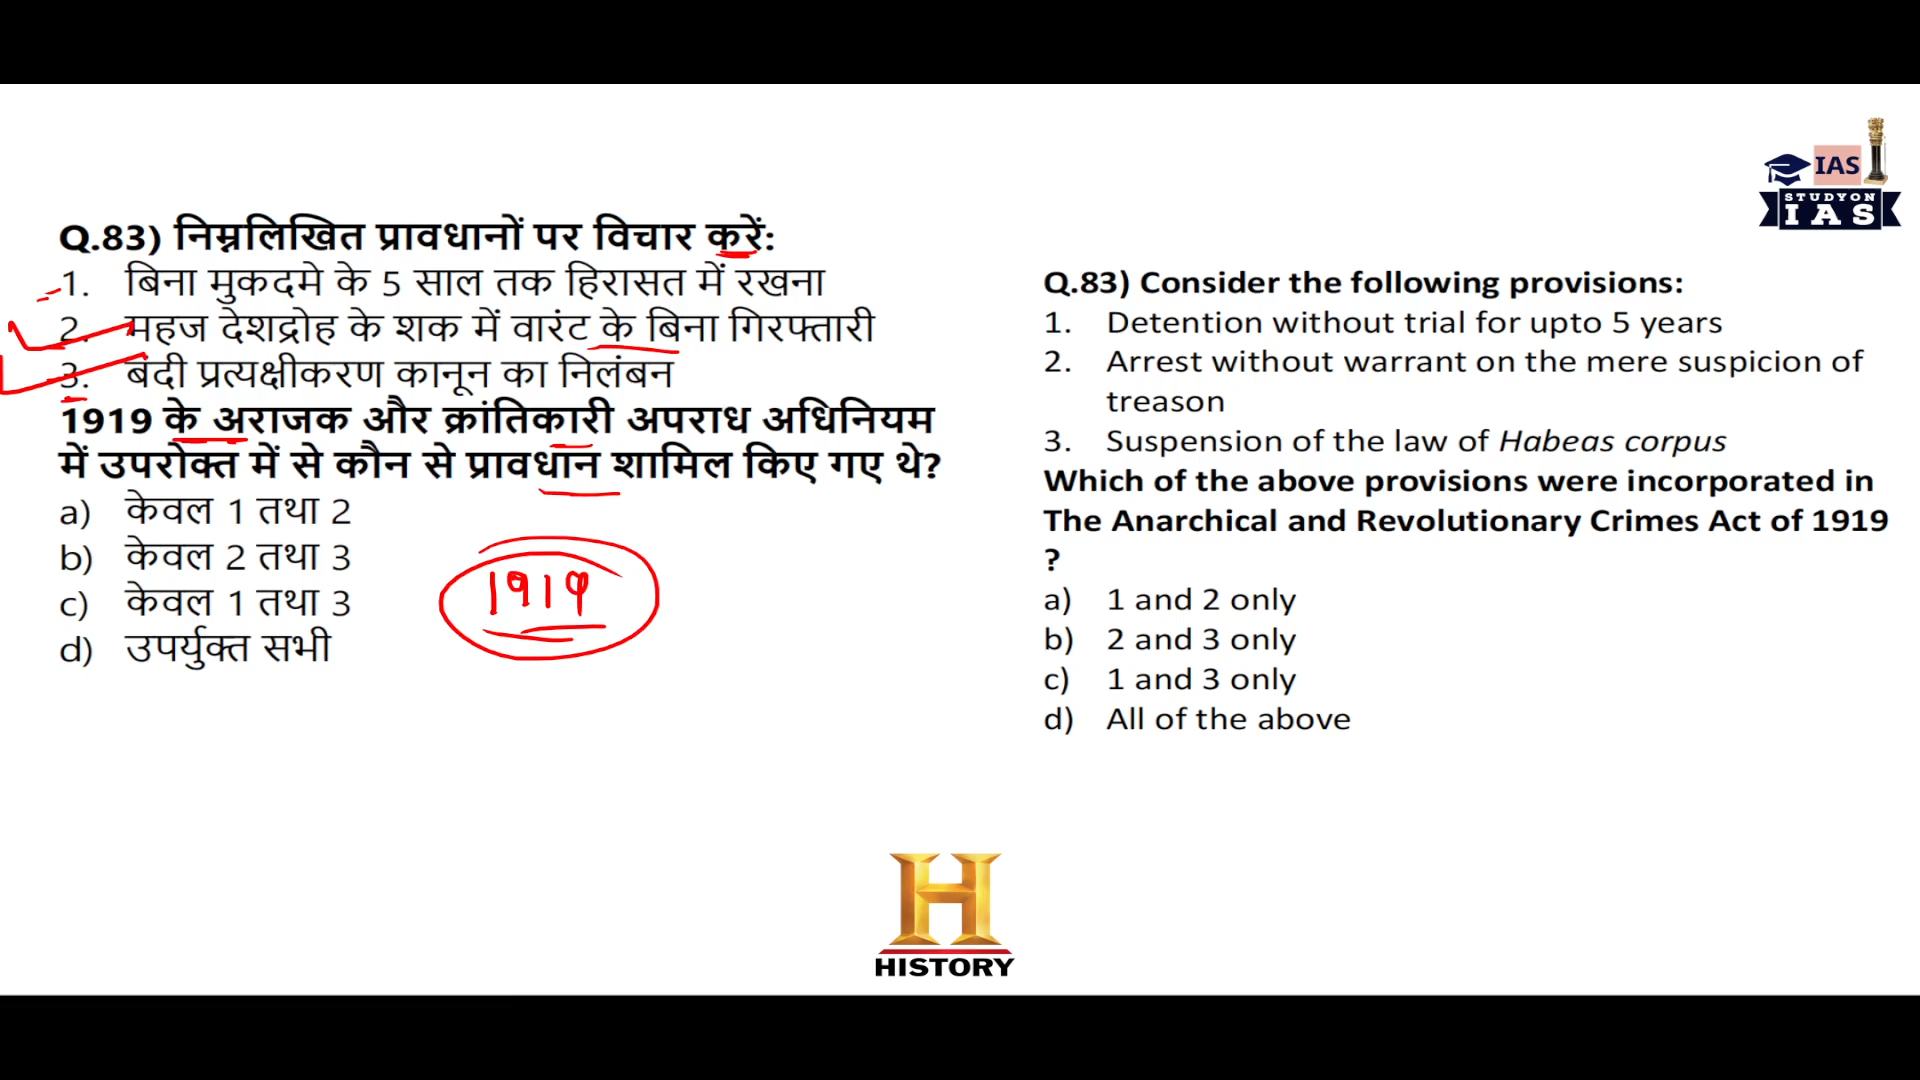 IAS
STUDYON
IAS
Q.83) निम्नलिखित प्रावधानों पर विचार करें:
1. बिना मुकदमे के 5 साल तक हिरासत में रखना
2. महज देशद्रोह के शक में वारंट के बिना गिरफ्तारी
3. बंदी प्रत्यक्षीकरण कानून का निलंबन
1919 के अराजक और क्रांतिकारी अपराध अधिनियम
में उपरोक्त में से कौन से प्रावधान शामिल किए गए थे?
a) केवल 1 तथा 2
b) केवल 2 तथा 3
c) केवल 1 तथा 3
d) उपर्युक्त सभी
1919
Q.83) Consider the following provisions:
1. Detention without trial for upto 5 years
2. Arrest without warrant on the mere suspicion of
treason
3. Suspension of the law of Habeas corpus
Which of the above provisions were incorporated in
The Anarchical and Revolutionary Crimes Act of 1919
?
a) 1 and 2 only
b) 2 and 3 only
c) 1 and 3 only
d) All of the above
H
HISTORY